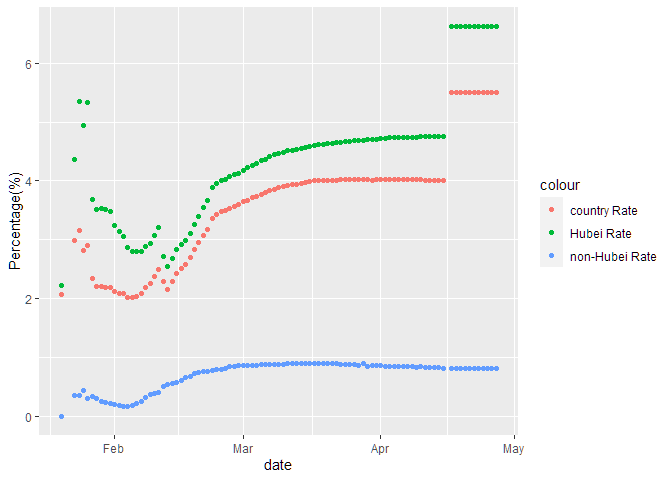 Percentage(%)
6
4
2
0
Feb
Mar
Apr
May
date
colour
country Rate
Hubei Rate
non-Hubei Rate